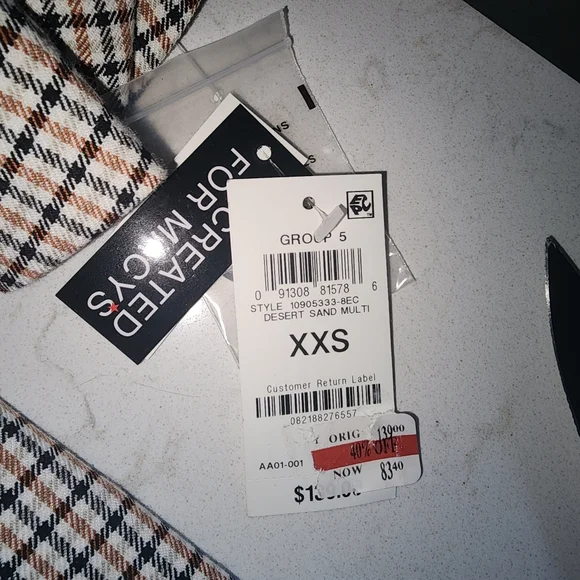 CREATED
FOR MACYS
GROUP 5
0 91308 81578 6
STYLE 10905333-8EC
DESERT SAND MULTI
XXS
Customer Return Label
082188276557
ORIG 139.00
40% OFF
AA01-001
NOW 83.40